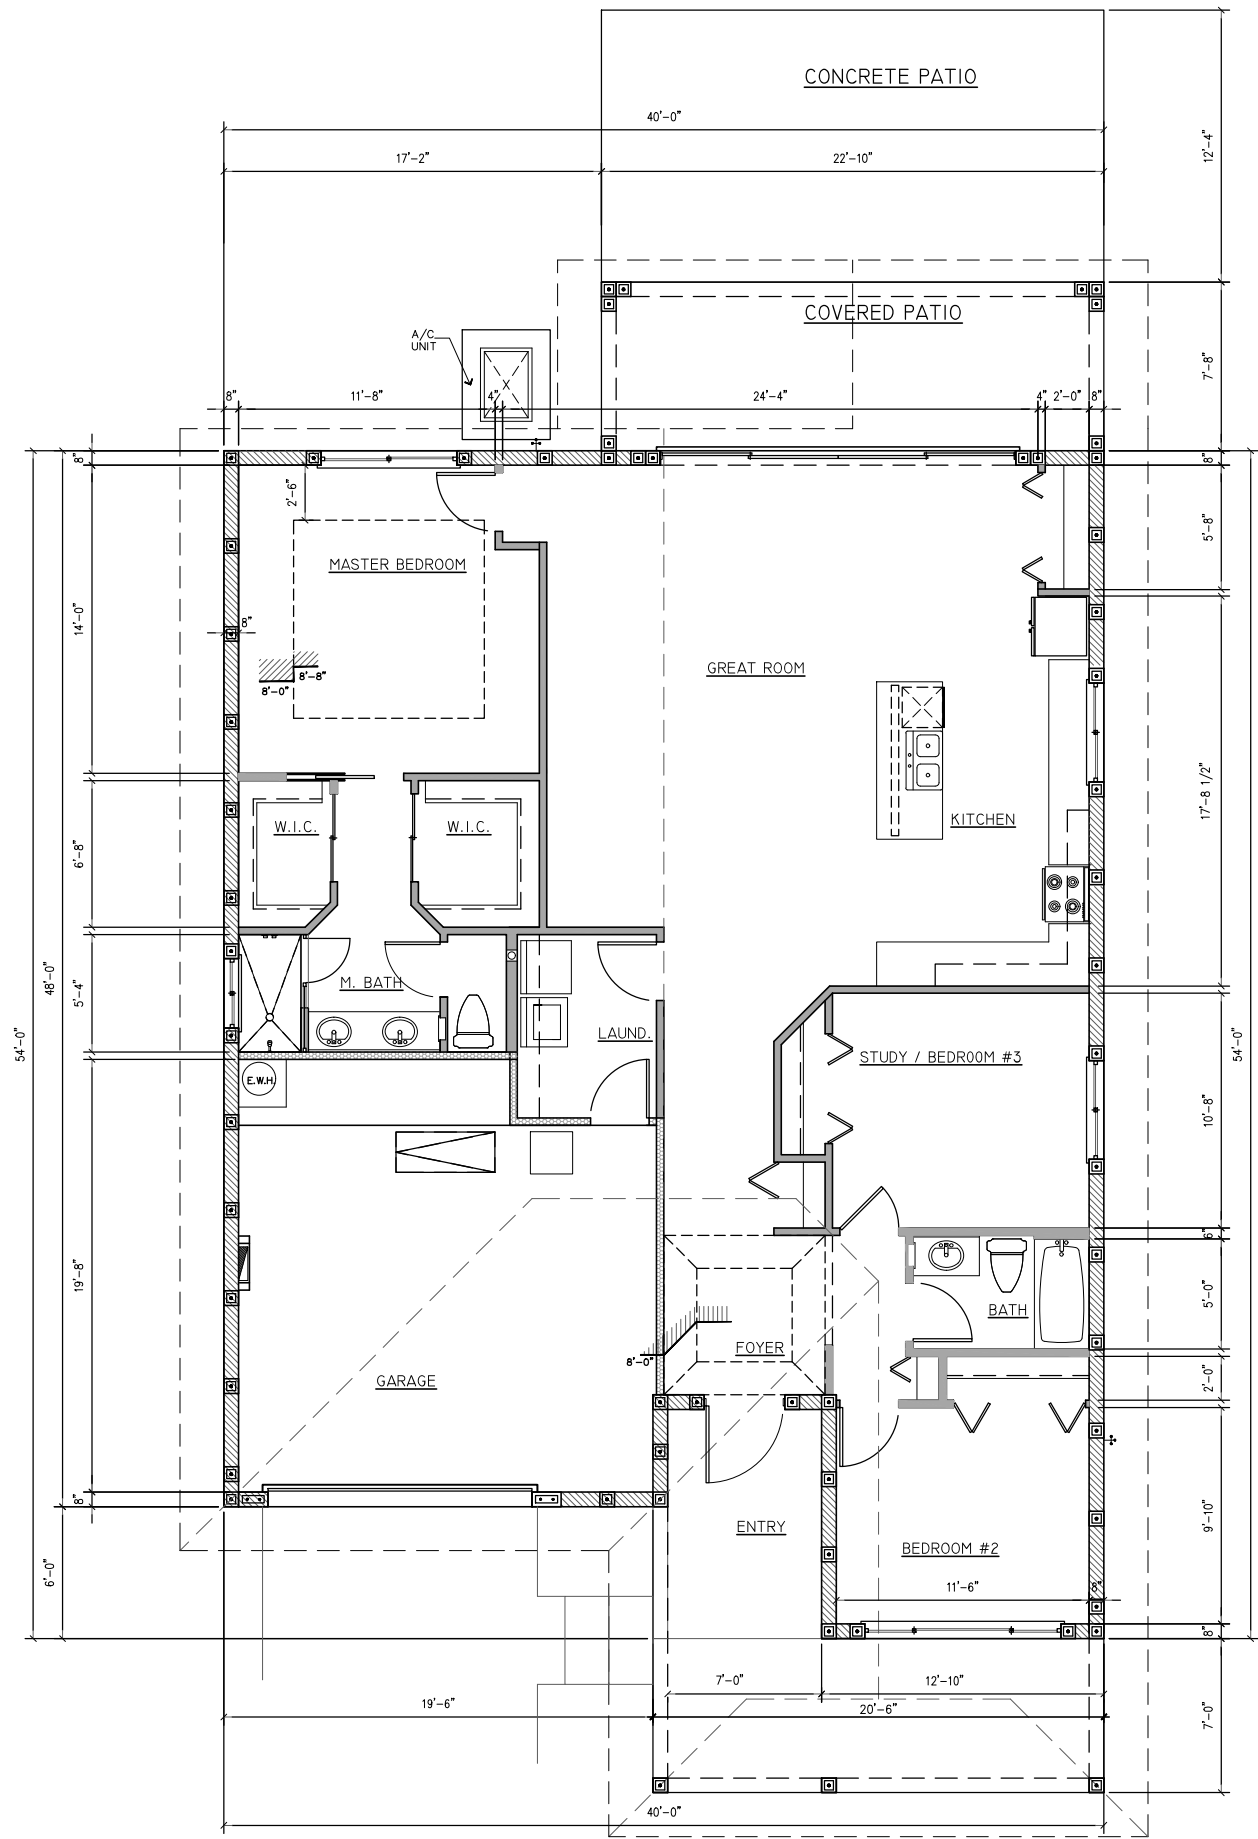 CONCRETE PATIO
40'-0"
12'-4"
17'-2"
22'-10"
COVERED PATIO
A/C
UNIT
7'-8"
8"
11'-8"
4"
24'-4"
4"
2'-0"
8"
8"
8"
2'-6"
5'-8"
MASTER BEDROOM
14'-0"
8"
GREAT ROOM
8'-8"
8'-0"
17'-8 1/2"
W.I.C.
W.I.C.
KITCHEN
6'-8"
48'-0"
5'-4"
M. BATH
LAUND.
54'-0"
54'-0"
STUDY / BEDROOM #3
E.W.H.
10'-8"
19'-8"
6"
5'-0"
BATH
FOYER
8'-0"
GARAGE
2'-0"
8"
ENTRY
9'-10"
BEDROOM #2
6'-0"
11'-6"
8"
8"
7'-0"
12'-10"
19'-6"
20'-6"
7'-0"
40'-0"